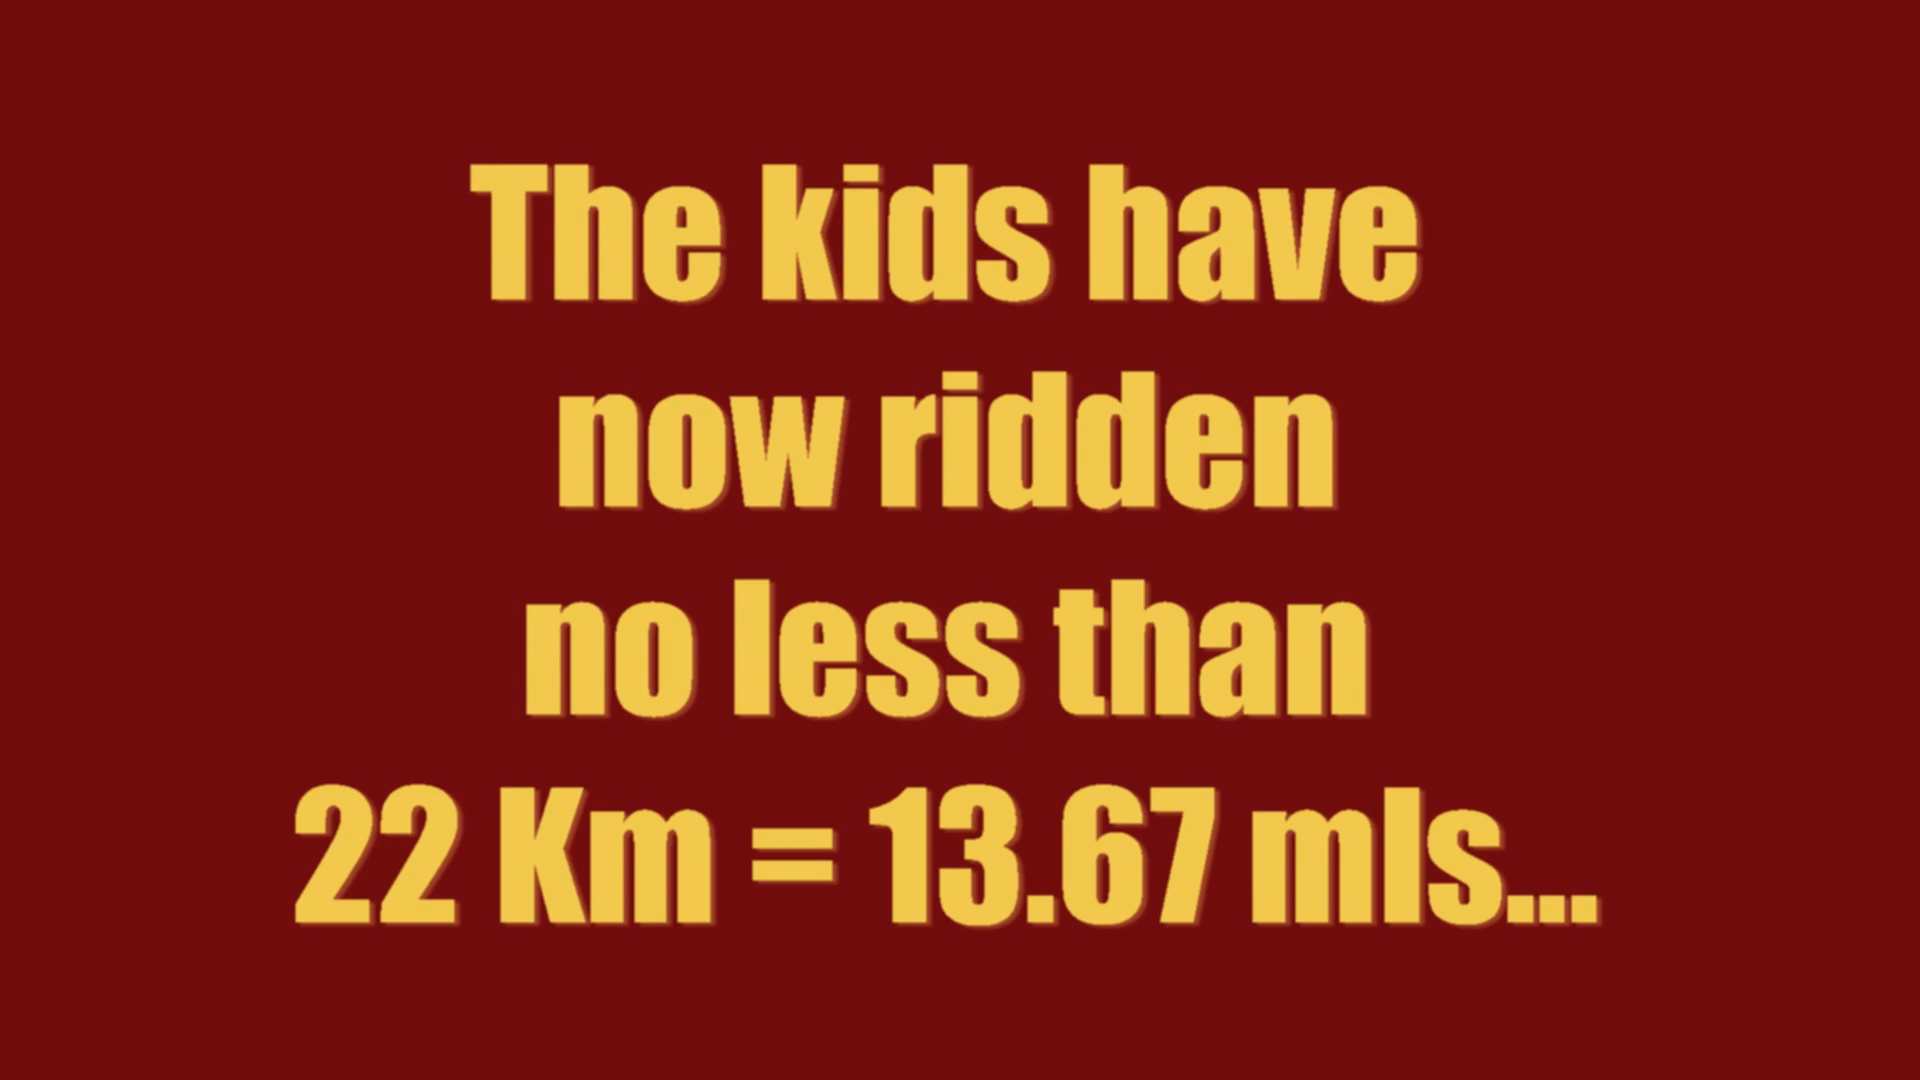 The kids have
now ridden
no less than
22 Km = 13.67 mls...